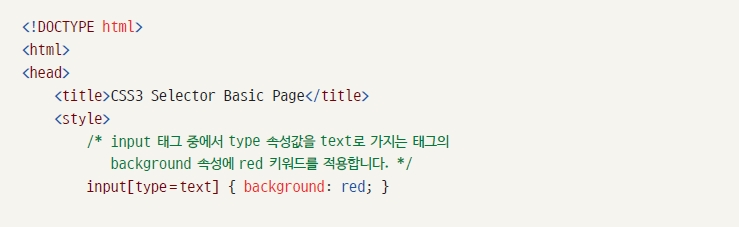 <!DOCTYPE html>
<html>
<head>
    <title>CSS3 Selector Basic Page</title>
    <style>
        /* input 태그 중에서 type 속성값을 text로 가지는 태그의
           background 속성에 red 키워드를 적용합니다. */
        input[type=text] { background: red; }